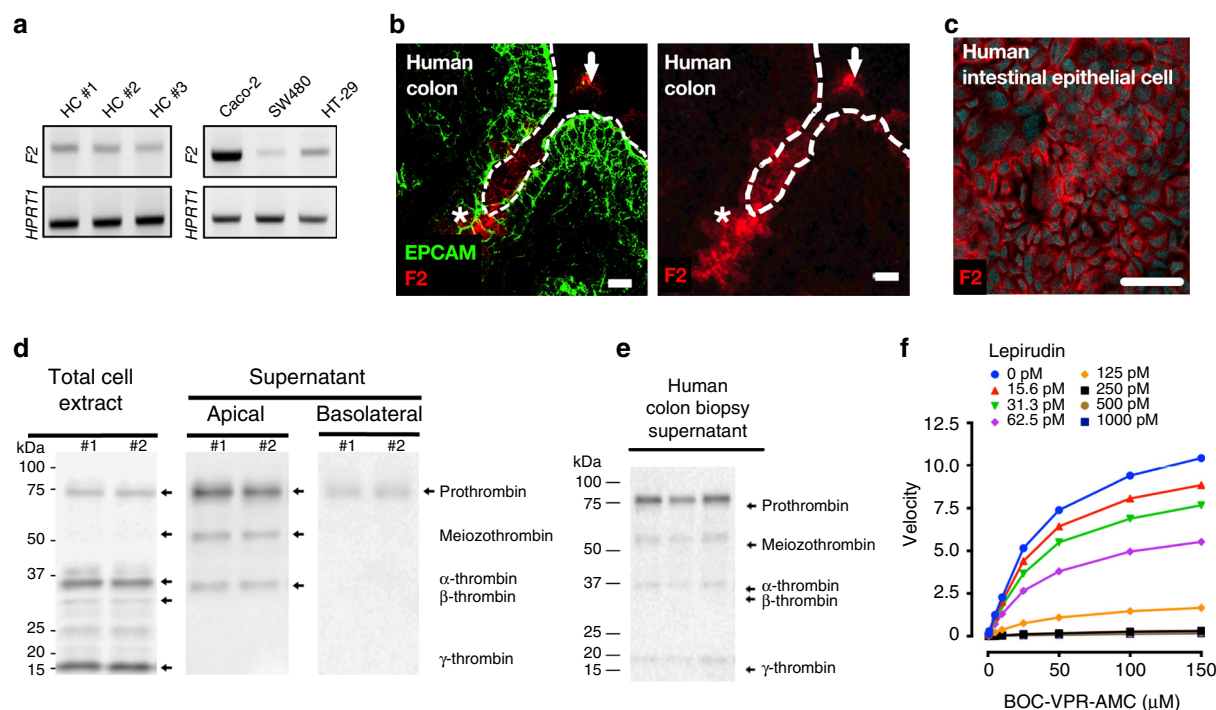 a
HC #1 HC #2 HC #3 Caco-2 SW480 HT-29
F2 F2
HPRT1 HPRT1
b
Human
colon
*
EPCAM
F2
Human
colon
*
F2
c
Human
intestinal epithelial cell
F2
d
Total cell
extract
Supernatant
Apical Basolateral
kDa #1 #2 #1 #2 #1 #2
100
75
50
37
25
15
Prothrombin
Meiozothrombin
α-thrombin
β-thrombin
γ-thrombin
e
Human
colon biopsy
supernatant
kDa
100
75
50
37
25
20
15
Prothrombin
Meiozothrombin
α-thrombin
β-thrombin
γ-thrombin
f
Lepirudin
0 pM 125 pM
15.6 pM 250 pM
31.3 pM 500 pM
62.5 pM 1000 pM
12.5
10.0
7.5
5.0
2.5
0
Velocity
0 50 100 150
BOC-VPR-AMC (μM)